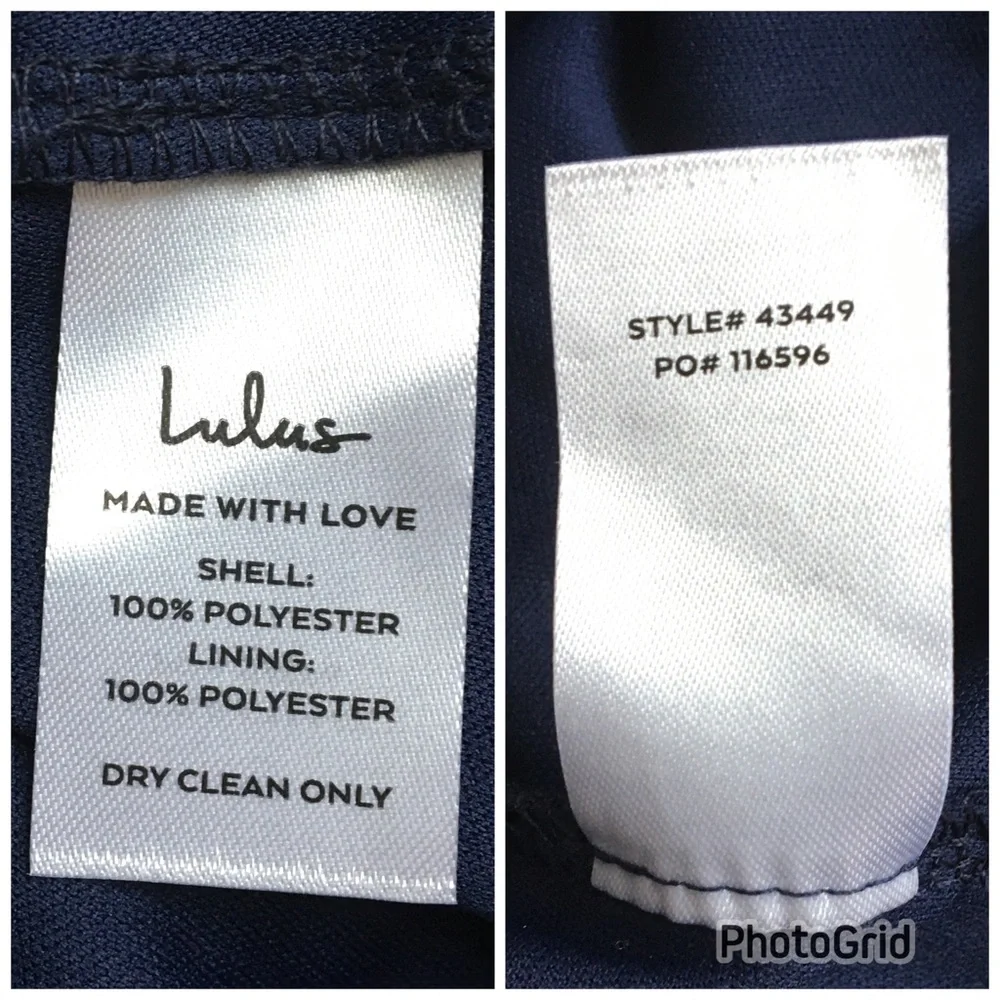 Lulus
MADE WITH LOVE
SHELL:
100% POLYESTER
LINING:
100% POLYESTER
DRY CLEAN ONLY
STYLE# 43449
PO# 116596
PhotoGrid